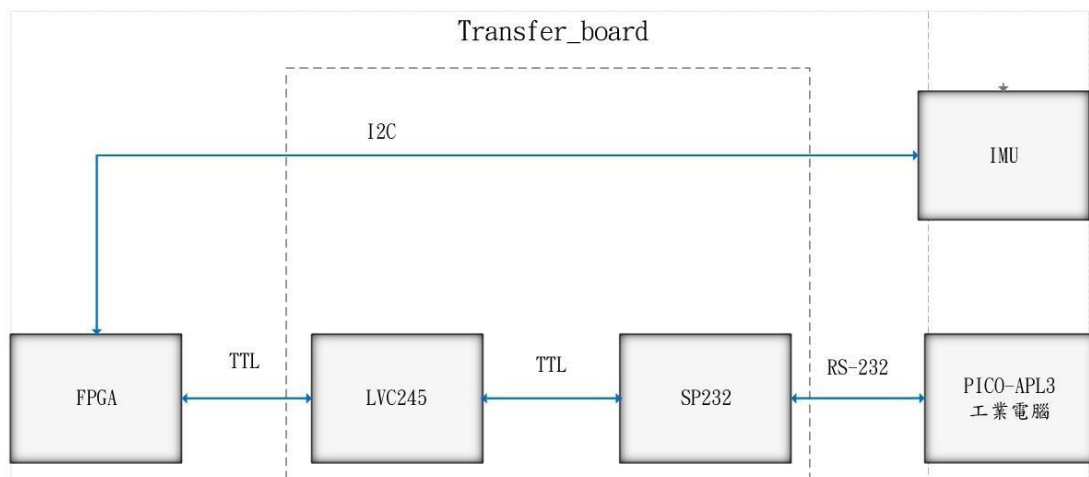 Transfer_board
I2C
IMU
FPGA
TTL
LVC245
TTL
SP232
RS-232
PICO-APL3
工業電腦